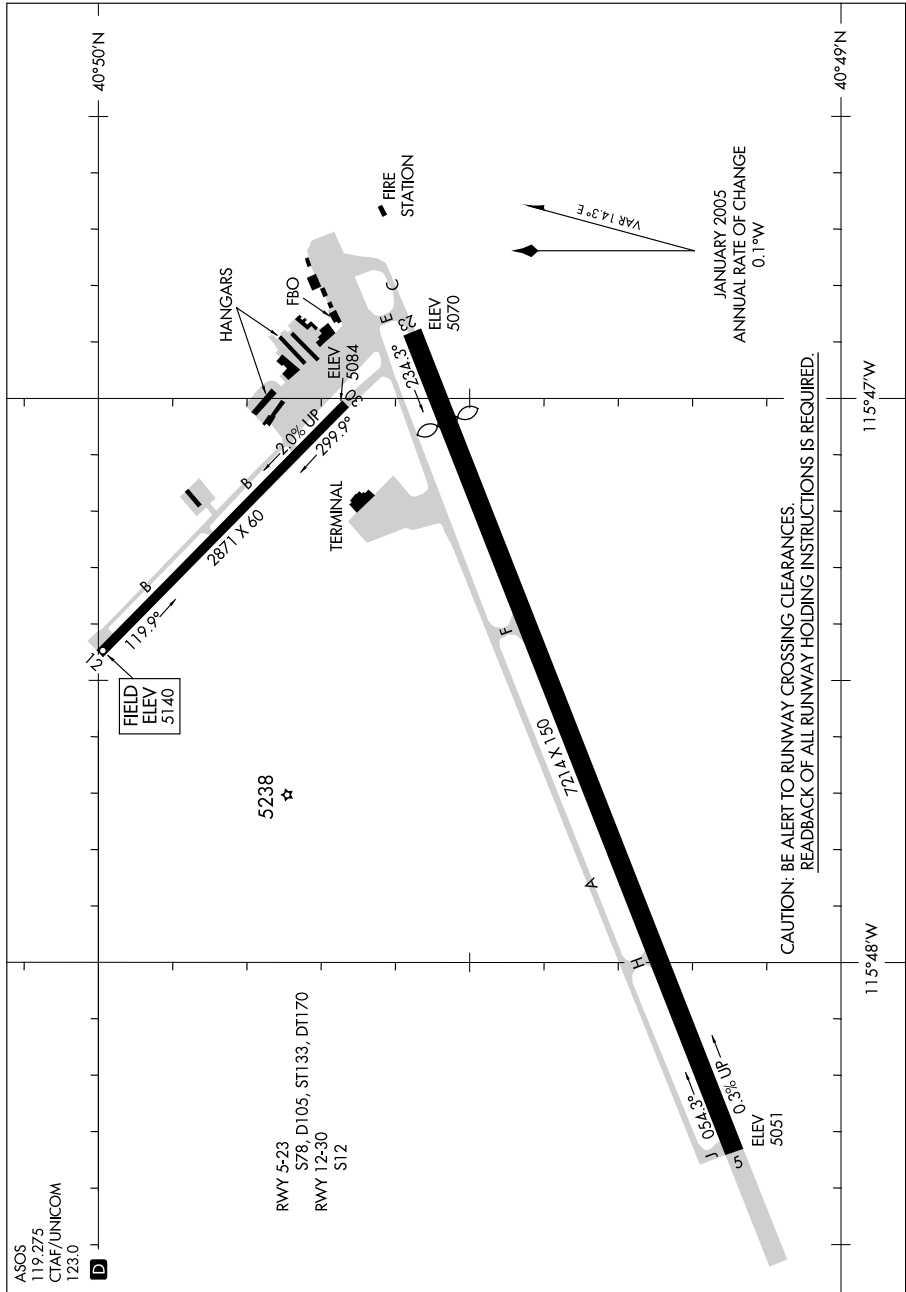 ASOS
119.275
CTAF/UNICOM
123.0
D
RWY 5-23
S78, D105, ST133, DT170
RWY 12-30
S12
40°50'N
40°49'N
115°48'W
115°47'W
5238
FIELD
ELEV
5140
12
119.9°
B
2871 X 60
B
2.0% UP
299.9°
30
ELEV
5084
HANGARS
FBO
TERMINAL
FIRE
STATION
C
E
23
ELEV
5070
234.3°
F
7214 X 150
A
H
J
054.3°
0.3% UP
5
ELEV
5051
VAR 14.3° E
JANUARY 2005
ANNUAL RATE OF CHANGE
0.1°W
CAUTION: BE ALERT TO RUNWAY CROSSING CLEARANCES.
READBACK OF ALL RUNWAY HOLDING INSTRUCTIONS IS REQUIRED.